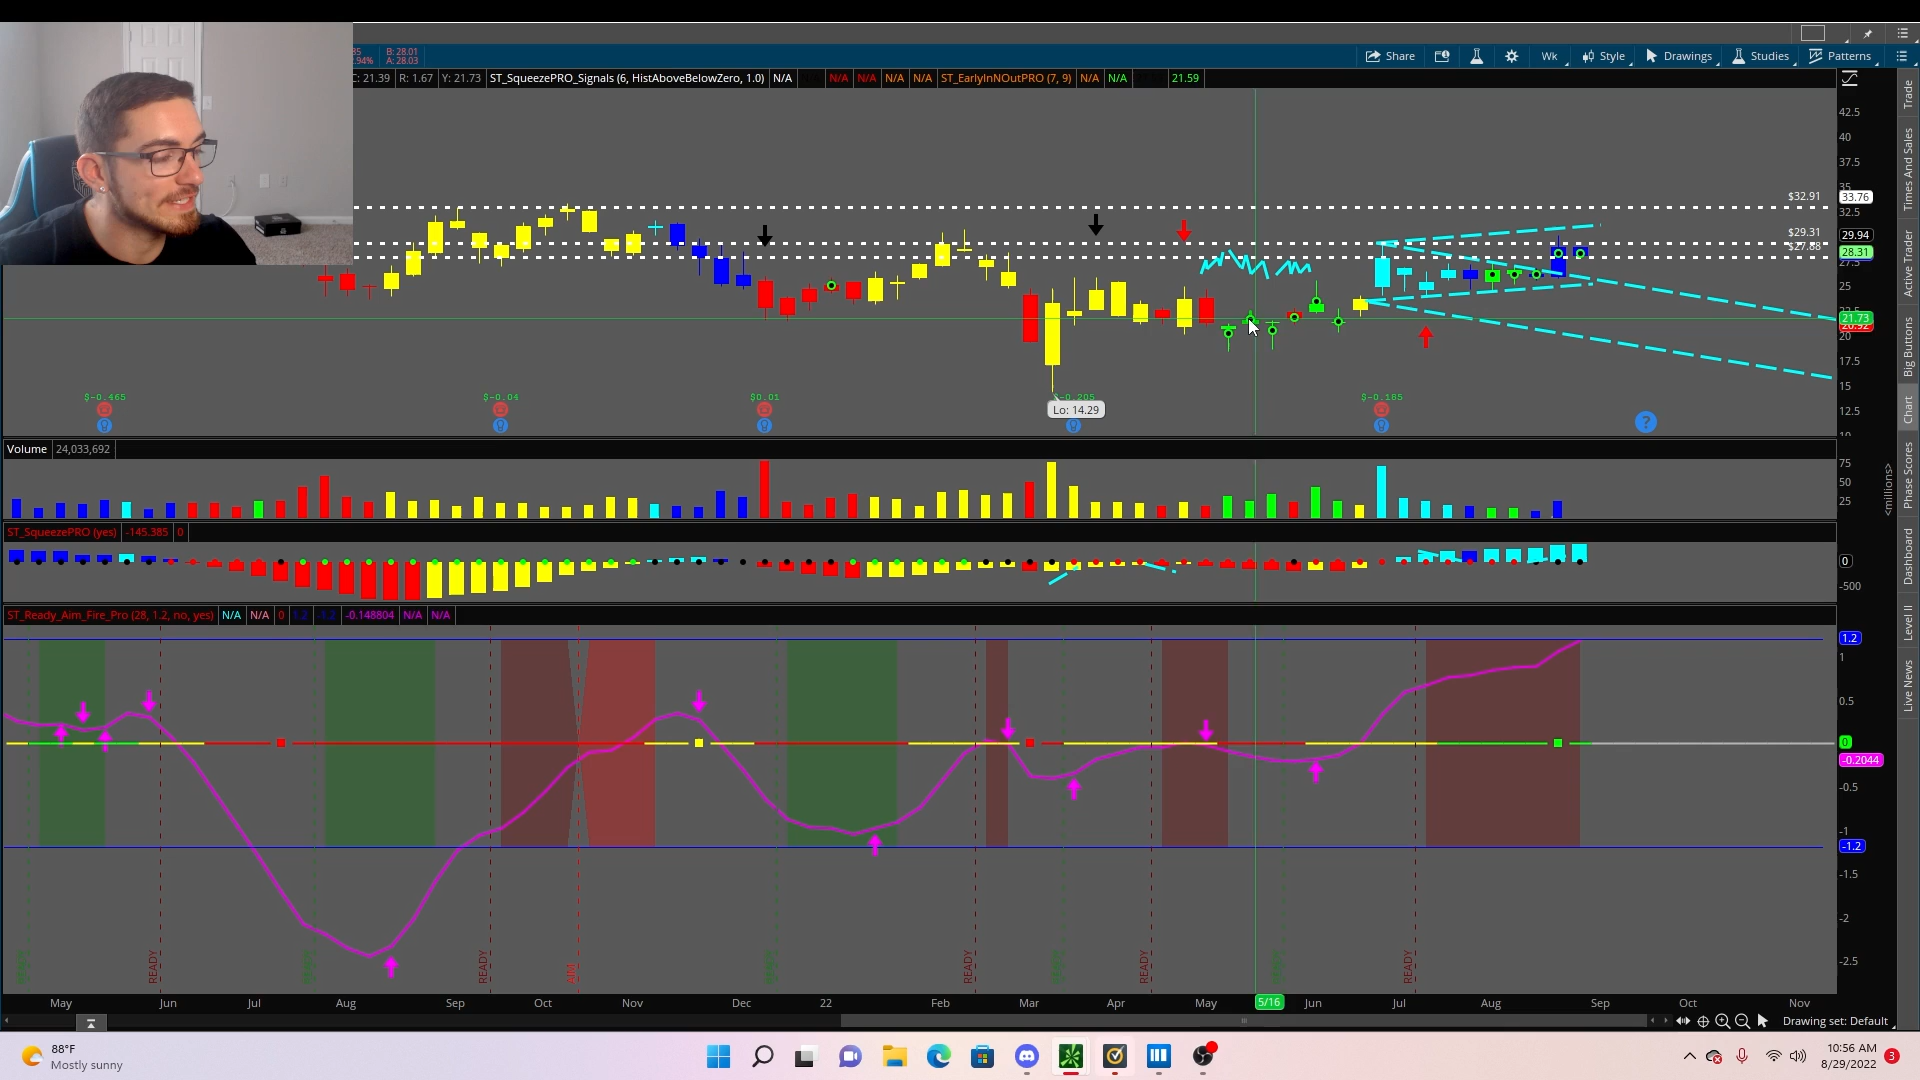 35 B: 28.01
.94% A: 28.03
Share Wk Style Drawings Studies Patterns
C: 21.39 R: 1.67 Y: 21.73 ST_SqueezePRO_Signals (6, HistAboveBelowZero, 1.0) N/A N/A N/A N/A N/A ST_EarlyInNOutPRO (7, 9) N/A N/A 21.59
42.5
40
37.5
35
$32.91 33.76
32.5
$29.31 29.94
$27.88 28.31
27.5
25
21.73
20.92
20
17.5
15
12.5
10
$-0.465 $-0.04 $0.01 $-0.205 $-0.185
Lo: 14.29
?
Volume 24,033,692
75
50
25
<millions>
ST_SqueezePRO (yes) -145.385 0
0
-500
ST_Ready_Aim_Fire_Pro (28, 1.2, no, yes) N/A N/A 0 1.2 -1.2 -0.148804 N/A N/A
1.2
1
0.5
0
-0.2044
-0.5
-1
-1.2
-1.5
-2
-2.5
READY READY AIM READY READY READY
May Jun Jul Aug Sep Oct Nov Dec 22 Feb Mar Apr May 5/16 Jun Jul Aug Sep Oct Nov
Drawing set: Default
Trade
Times And Sales
Active Trader
Big Buttons
Chart
Phase Scores
Dashboard
Level II
Live News
88°F
Mostly sunny
10:56 AM
8/29/2022
3